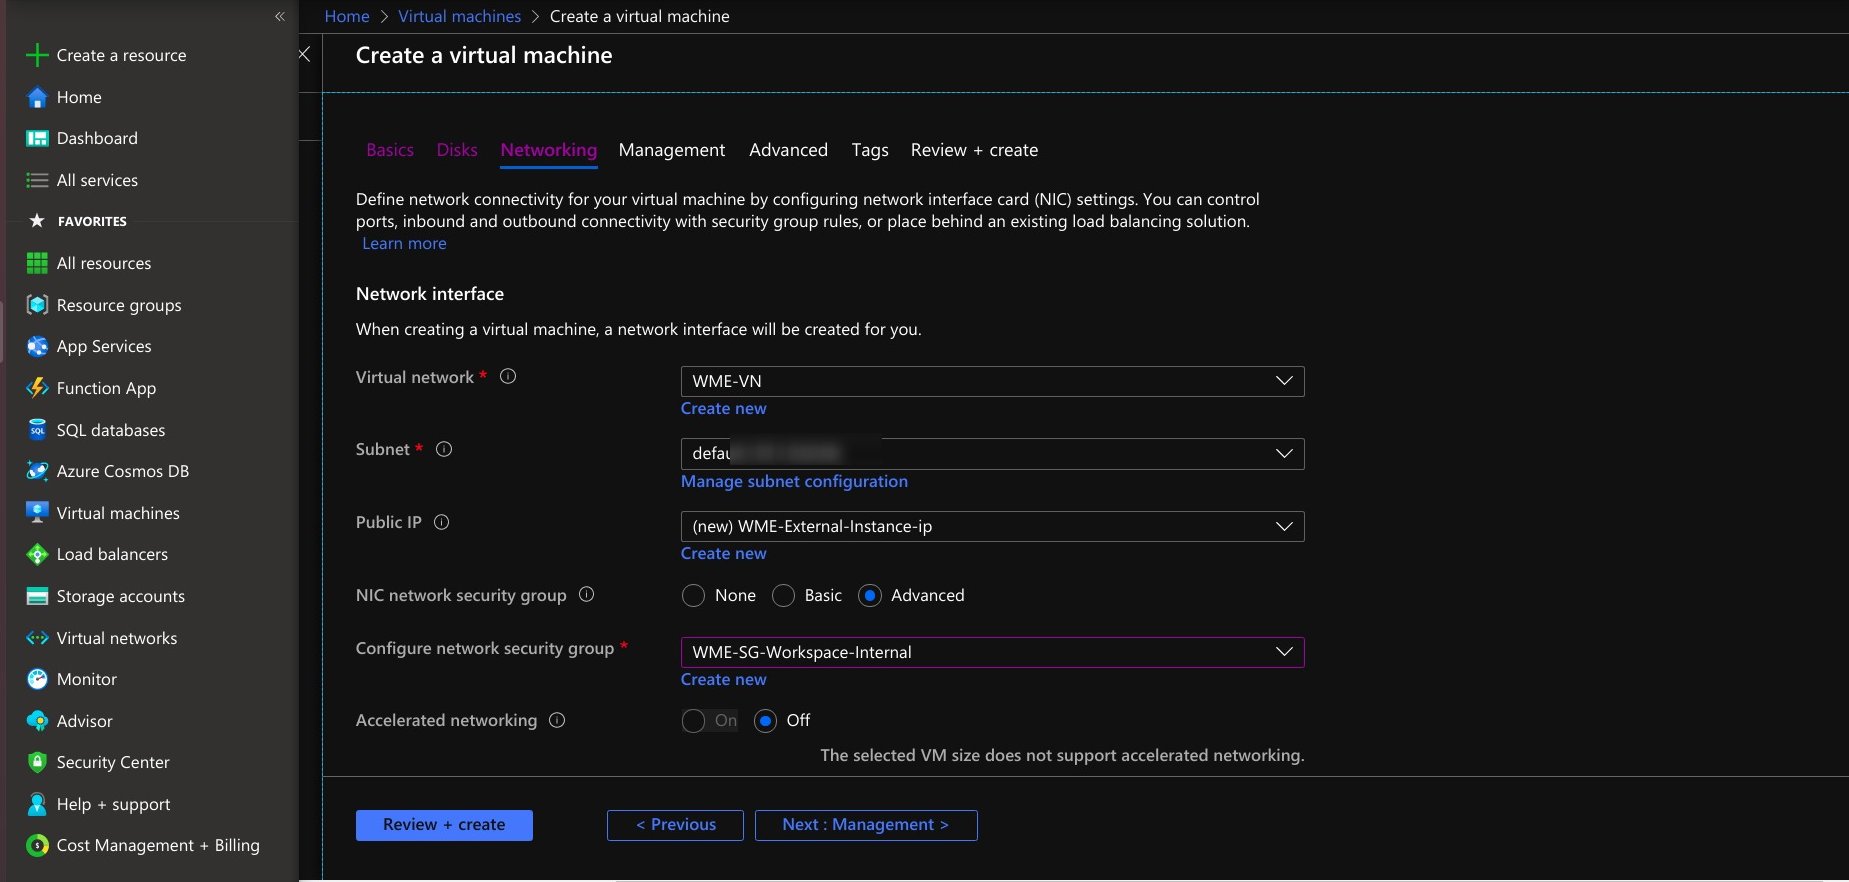 «
Create a resource
Home
Dashboard
All services
FAVORITES
All resources
Resource groups
App Services
Function App
SQL databases
Azure Cosmos DB
Virtual machines
Load balancers
Storage accounts
Virtual networks
Monitor
Advisor
Security Center
Help + support
Cost Management + Billing
Home > Virtual machines > Create a virtual machine
Create a virtual machine
Basics Disks Networking Management Advanced Tags Review + create
Define network connectivity for your virtual machine by configuring network interface card (NIC) settings. You can control
ports, inbound and outbound connectivity with security group rules, or place behind an existing load balancing solution.
Learn more
Network interface
When creating a virtual machine, a network interface will be created for you.
Virtual network * WME-VN
Create new
Subnet *
Manage subnet configuration
Public IP (new) WME-External-Instance-ip
Create new
NIC network security group None Basic Advanced
Configure network security group * WME-SG-Workspace-Internal
Create new
Accelerated networking On Off
The selected VM size does not support accelerated networking.
Review + create < Previous Next : Management >